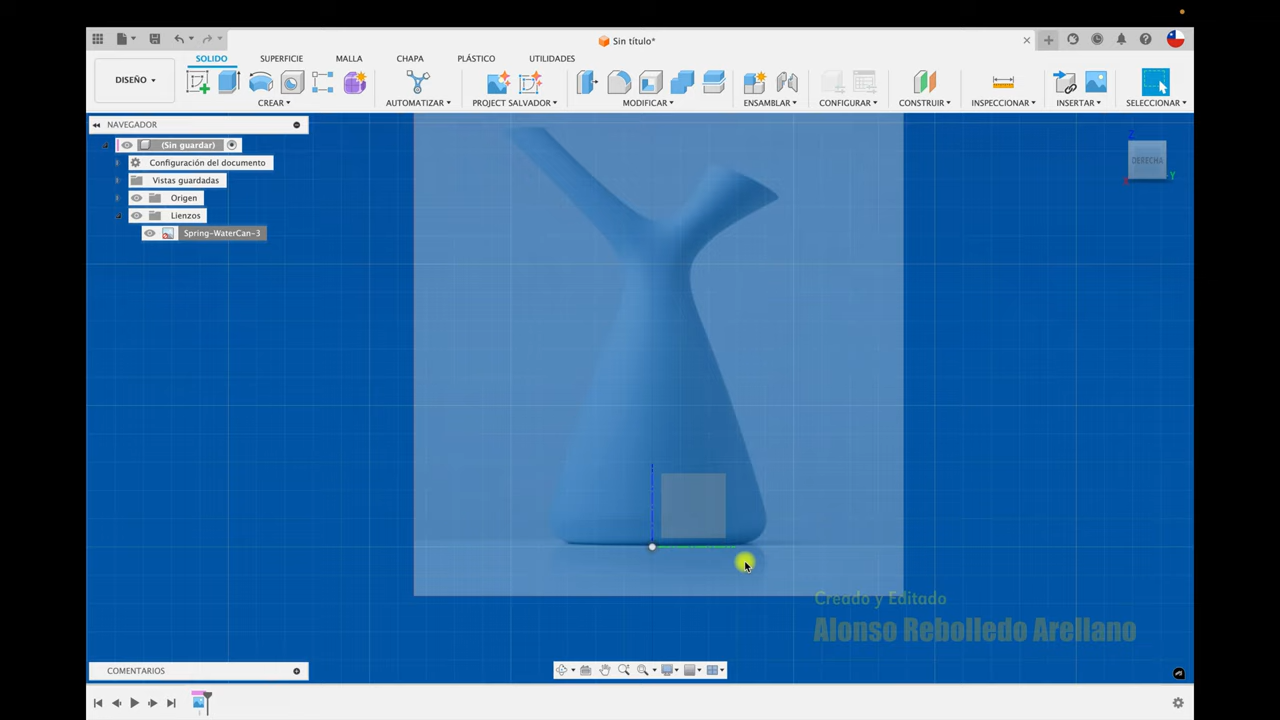 Sin título*
DISEÑO
SOLIDO
SUPERFICIE
MALLA
CHAPA
PLÁSTICO
UTILIDADES
CREAR
AUTOMATIZAR
PROJECT SALVADOR
MODIFICAR
ENSAMBLAR
CONFIGURAR
CONSTRUIR
INSPECCIONAR
INSERTAR
SELECCIONAR
NAVEGADOR
(Sin guardar)
Configuración del documento
Vistas guardadas
Origen
Lienzos
Spring-WaterCan-3
Z
DERECHA
X
Y
Creado y Editado
Alonso Rebolledo Arellano
COMENTARIOS